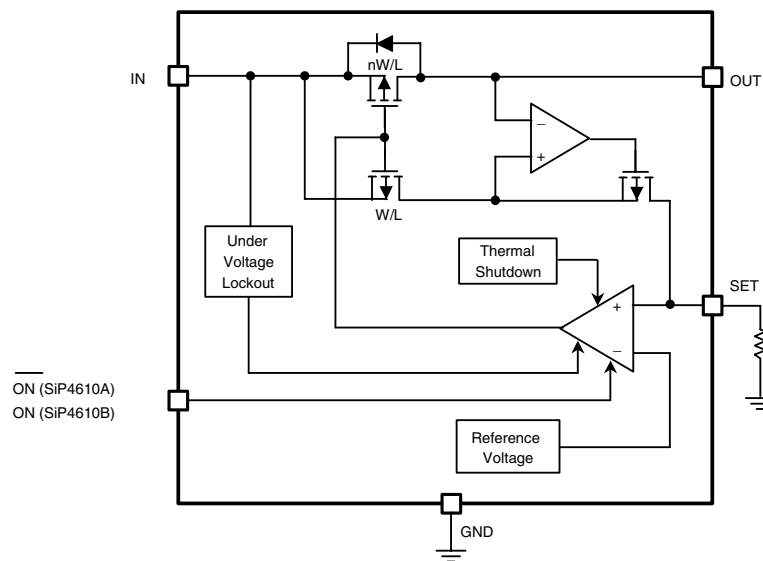 nW/L
IN
OUT
–
+
W/L
Under
Voltage
Lockout
Thermal
Shutdown
SET
+
–
ON (SiP4610A)
ON (SiP4610B)
Reference
Voltage
GND